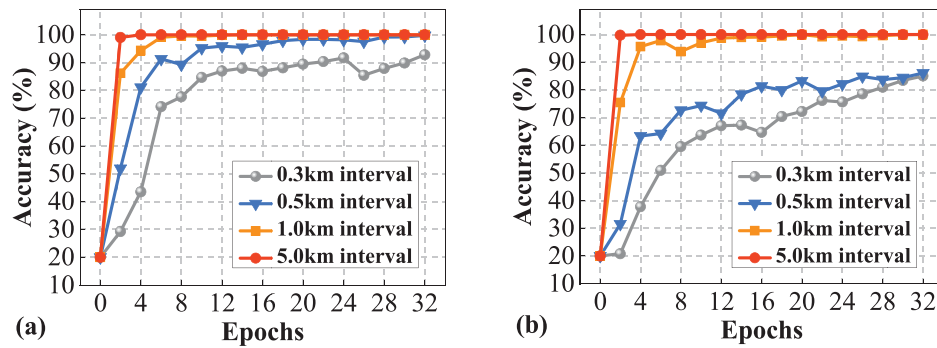 100
90
80
70
60
50
40
30
20
10
Accuracy (%)
0.3km interval
0.5km interval
1.0km interval
5.0km interval
0 4 8 12 16 20 24 28 32
Epochs
(a)
100
90
80
70
60
50
40
30
20
10
Accuracy (%)
0.3km interval
0.5km interval
1.0km interval
5.0km interval
0 4 8 12 16 20 24 28 32
Epochs
(b)